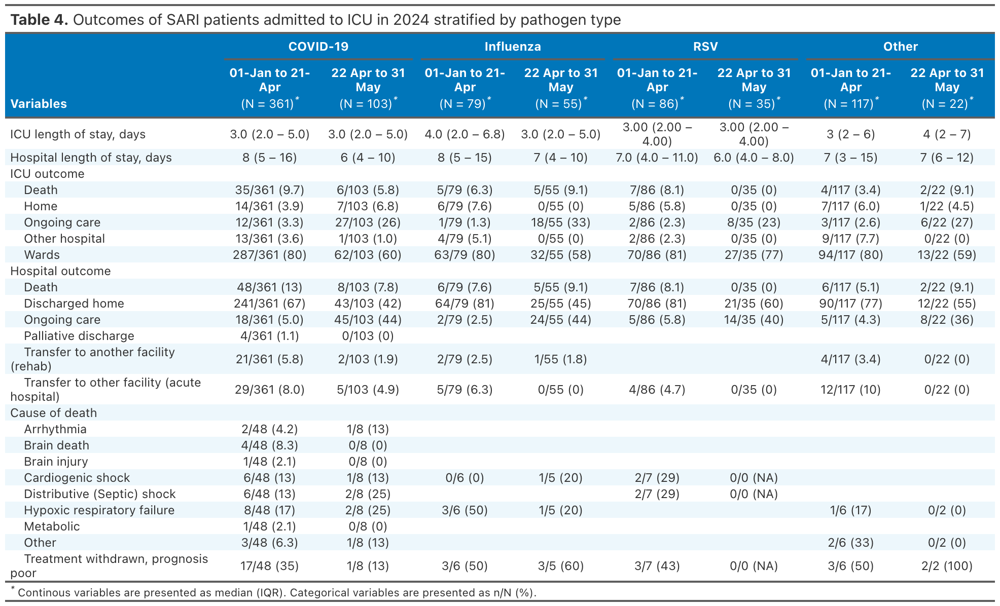 Table 4. Outcomes of SARI patients admitted to ICU in 2024 stratified by pathogen type
COVID-19 Influenza RSV Other
01-Jan to 21- 22 Apr to 31 01-Jan to 21- 22 Apr to 31 01-Jan to 21- 22 Apr to 31 01-Jan to 21- 22 Apr to 31
Apr May Apr May Apr May Apr May
Variables (N = 361)* (N = 103)* (N = 79)* (N = 55)* (N = 86)* (N = 35)* (N = 117)* (N = 22)*
ICU length of stay, days 3.0 (2.0 – 5.0) 3.0 (2.0 – 5.0) 4.0 (2.0 – 6.8) 3.0 (2.0 – 5.0) 3.00 (2.00 – 4.00) 3.00 (2.00 – 4.00) 3 (2 – 6) 4 (2 – 7)
Hospital length of stay, days 8 (5 – 16) 6 (4 – 10) 8 (5 – 15) 7 (4 – 10) 7.0 (4.0 – 11.0) 6.0 (4.0 – 8.0) 7 (3 – 15) 7 (6 – 12)
ICU outcome
Death 35/361 (9.7) 6/103 (5.8) 5/79 (6.3) 5/55 (9.1) 7/86 (8.1) 0/35 (0) 4/117 (3.4) 2/22 (9.1)
Home 14/361 (3.9) 7/103 (6.8) 6/79 (7.6) 0/55 (0) 5/86 (5.8) 0/35 (0) 7/117 (6.0) 1/22 (4.5)
Ongoing care 12/361 (3.3) 27/103 (26) 1/79 (1.3) 18/55 (33) 2/86 (2.3) 8/35 (23) 3/117 (2.6) 6/22 (27)
Other hospital 13/361 (3.6) 1/103 (1.0) 4/79 (5.1) 0/55 (0) 2/86 (2.3) 0/35 (0) 9/117 (7.7) 0/22 (0)
Wards 287/361 (80) 62/103 (60) 63/79 (80) 32/55 (58) 70/86 (81) 27/35 (77) 94/117 (80) 13/22 (59)
Hospital outcome
Death 48/361 (13) 8/103 (7.8) 6/79 (7.6) 5/55 (9.1) 7/86 (8.1) 0/35 (0) 6/117 (5.1) 2/22 (9.1)
Discharged home 241/361 (67) 43/103 (42) 64/79 (81) 25/55 (45) 70/86 (81) 21/35 (60) 90/117 (77) 12/22 (55)
Ongoing care 18/361 (5.0) 45/103 (44) 2/79 (2.5) 24/55 (44) 5/86 (5.8) 14/35 (40) 5/117 (4.3) 8/22 (36)
Palliative discharge 4/361 (1.1) 0/103 (0)
Transfer to another facility
(rehab) 21/361 (5.8) 2/103 (1.9) 2/79 (2.5) 1/55 (1.8) 4/117 (3.4) 0/22 (0)
Transfer to other facility (acute
hospital) 29/361 (8.0) 5/103 (4.9) 5/79 (6.3) 0/55 (0) 4/86 (4.7) 0/35 (0) 12/117 (10) 0/22 (0)
Cause of death
Arrhythmia 2/48 (4.2) 1/8 (13)
Brain death 4/48 (8.3) 0/8 (0)
Brain injury 1/48 (2.1) 0/8 (0)
Cardiogenic shock 6/48 (13) 1/8 (13) 0/6 (0) 1/5 (20) 2/7 (29) 0/0 (NA)
Distributive (Septic) shock 6/48 (13) 2/8 (25) 2/7 (29) 0/0 (NA)
Hypoxic respiratory failure 8/48 (17) 2/8 (25) 3/6 (50) 1/5 (20) 1/6 (17) 0/2 (0)
Metabolic 1/48 (2.1) 0/8 (0)
Other 3/48 (6.3) 1/8 (13) 2/6 (33) 0/2 (0)
Treatment withdrawn, prognosis
poor 17/48 (35) 1/8 (13) 3/6 (50) 3/5 (60) 3/7 (43) 0/0 (NA) 3/6 (50) 2/2 (100)
* Continous variables are presented as median (IQR). Categorical variables are presented as n/N (%).